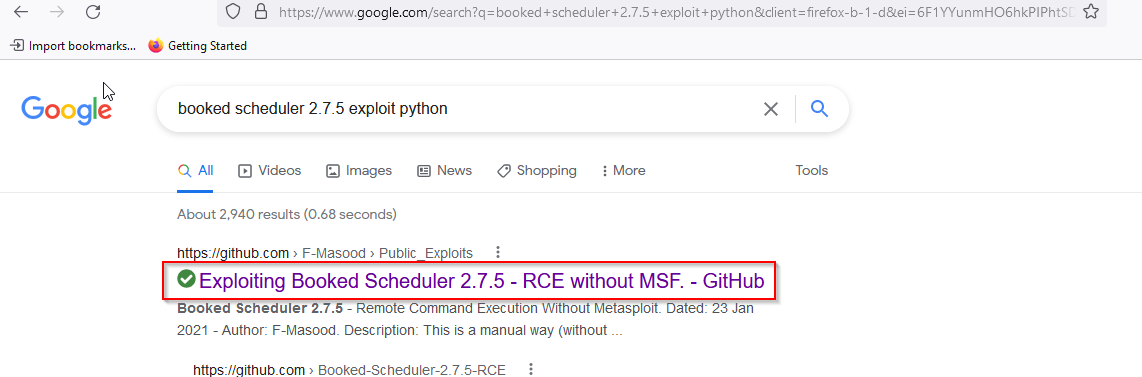 https://www.google.com/search?q=booked+scheduler+2.7.5+exploit+python&client=firefox-b-1-d&ei=6F1YYunmHO6hkPIPhtSD
Import bookmarks... Getting Started
Google
booked scheduler 2.7.5 exploit python
All Videos Images News Shopping More Tools
About 2,940 results (0.68 seconds)
https://github.com › F-Masood › Public_Exploits
Exploiting Booked Scheduler 2.7.5 - RCE without MSF. - GitHub
Booked Scheduler 2.7.5 - Remote Command Execution Without Metasploit. Dated: 23 Jan
2021 - Author: F-Masood. Description: This is a manual way (without ...
https://github.com › Booked-Scheduler-2.7.5-RCE